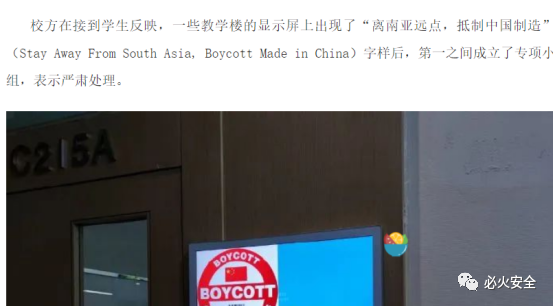 校方在接到学生反映，一些教学楼的显示屏上出现了“离南亚远点，抵制中国制造”
（Stay Away From South Asia, Boycott Made in China）字样后，第一之间成立了专项小
组，表示严肃处理。
C215A
BOYCOTT
BOYCOTT
必火安全